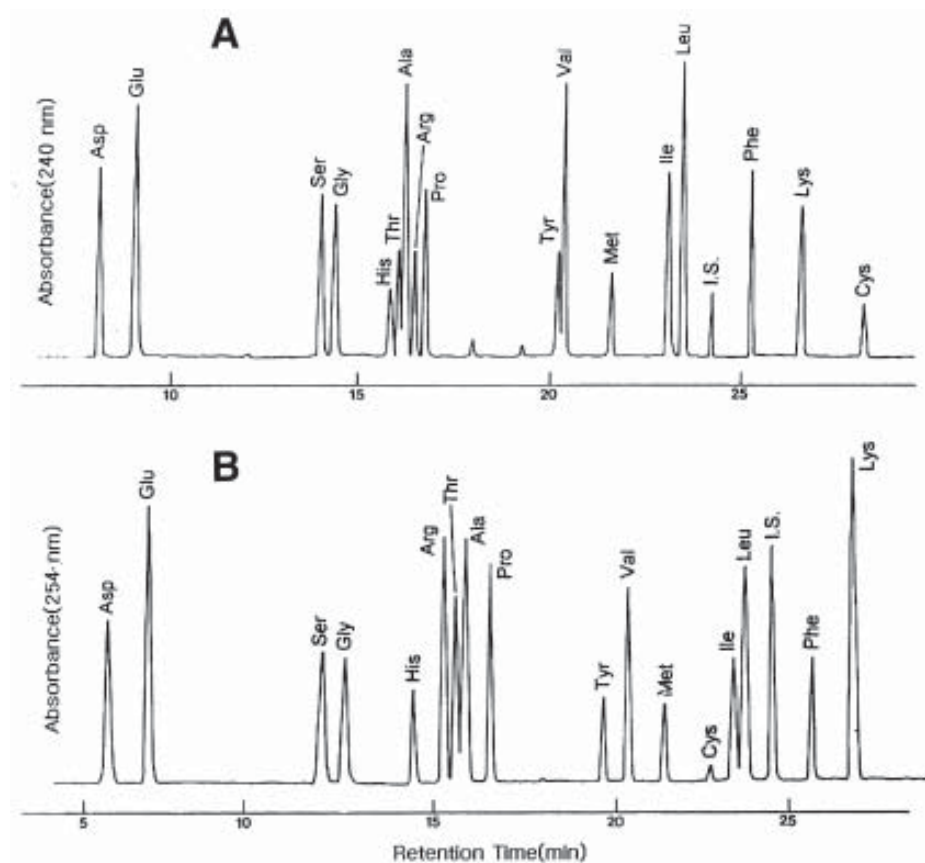 A
Absorbance(240 nm)
Asp
Glu
Ser
Gly
His
Thr
Ala
Arg
Pro
Tyr
Val
Met
Ile
Leu
I.S.
Phe
Lys
Cys
10
15
20
25
B
Absorbance(254-nm)
Asp
Glu
Ser
Gly
His
Arg
Thr
Ala
Pro
Tyr
Val
Met
Cys
Ile
Leu
I.S.
Phe
Lys
5
10
15
20
25
Retention Time(min)